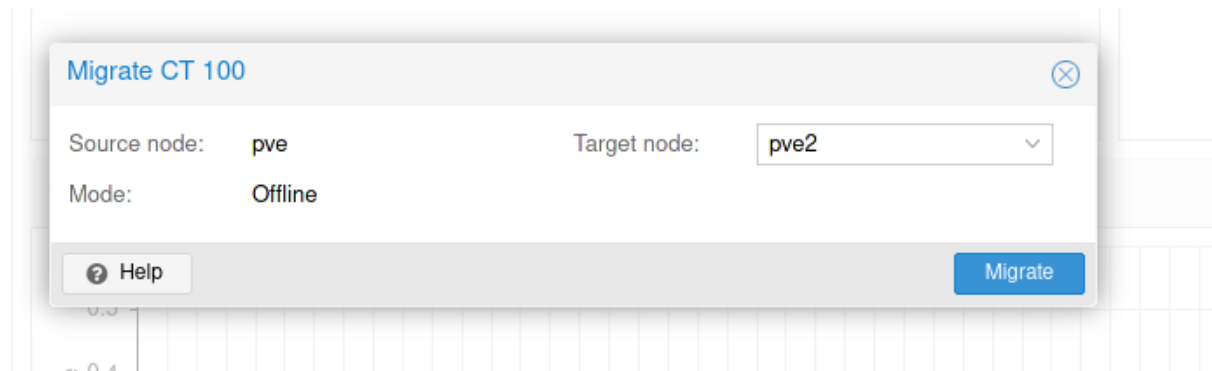 Migrate CT 100
Source node: pve Target node: pve2
Mode: Offline
Help Migrate